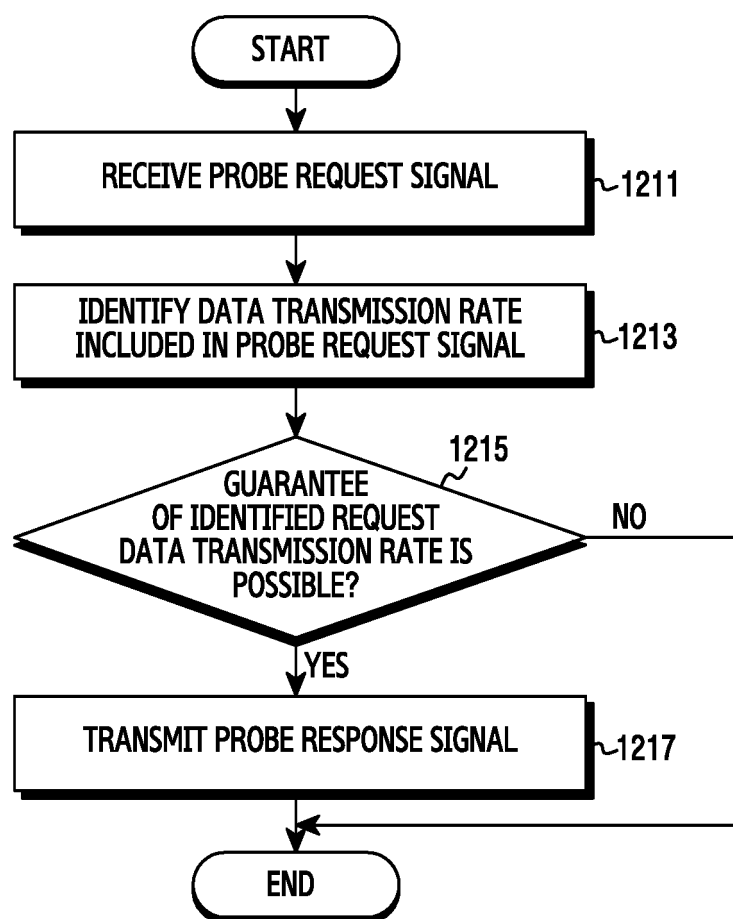 START
RECEIVE PROBE REQUEST SIGNAL
1211
IDENTIFY DATA TRANSMISSION RATE
INCLUDED IN PROBE REQUEST SIGNAL
1213
1215
GUARANTEE
OF IDENTIFIED REQUEST
DATA TRANSMISSION RATE IS
POSSIBLE?
NO
YES
TRANSMIT PROBE RESPONSE SIGNAL
1217
END